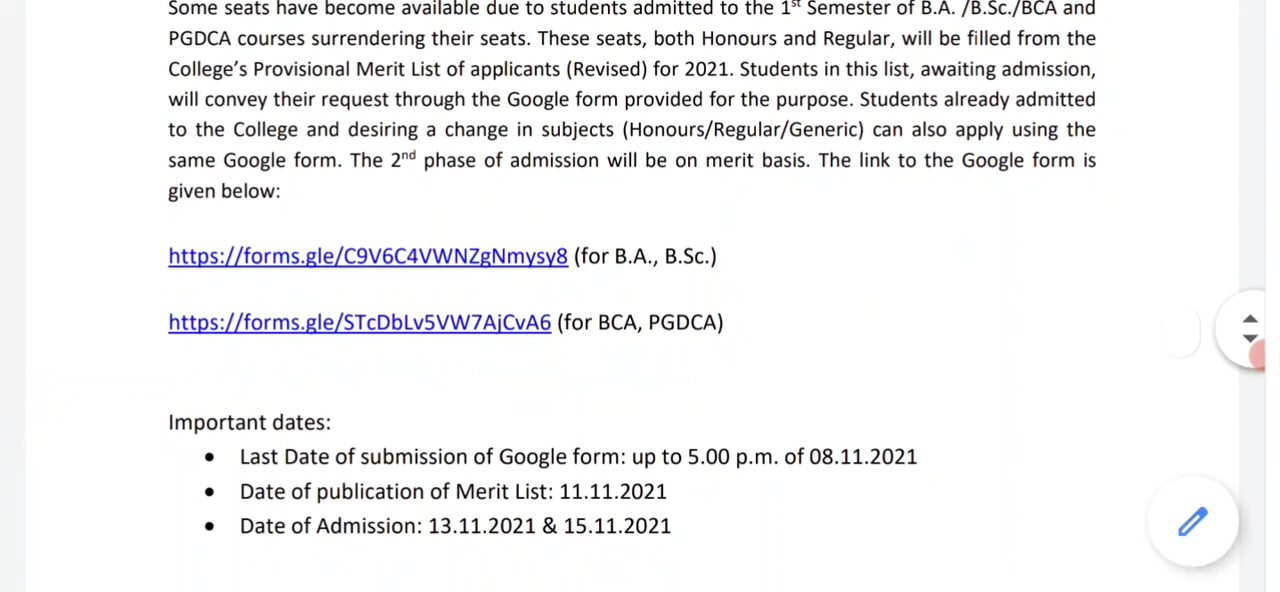 Some seats have become available due to students admitted to the 1st Semester of B.A. /B.Sc./BCA and
PGDCA courses surrendering their seats. These seats, both Honours and Regular, will be filled from the
College’s Provisional Merit List of applicants (Revised) for 2021. Students in this list, awaiting admission,
will convey their request through the Google form provided for the purpose. Students already admitted
to the College and desiring a change in subjects (Honours/Regular/Generic) can also apply using the
same Google form. The 2nd phase of admission will be on merit basis. The link to the Google form is
given below:
https://forms.gle/C9V6C4VWNZgNmysy8 (for B.A., B.Sc.)
https://forms.gle/STcDbLv5VW7AjCvA6 (for BCA, PGDCA)
Important dates:
• Last Date of submission of Google form: up to 5.00 p.m. of 08.11.2021
• Date of publication of Merit List: 11.11.2021
• Date of Admission: 13.11.2021 & 15.11.2021